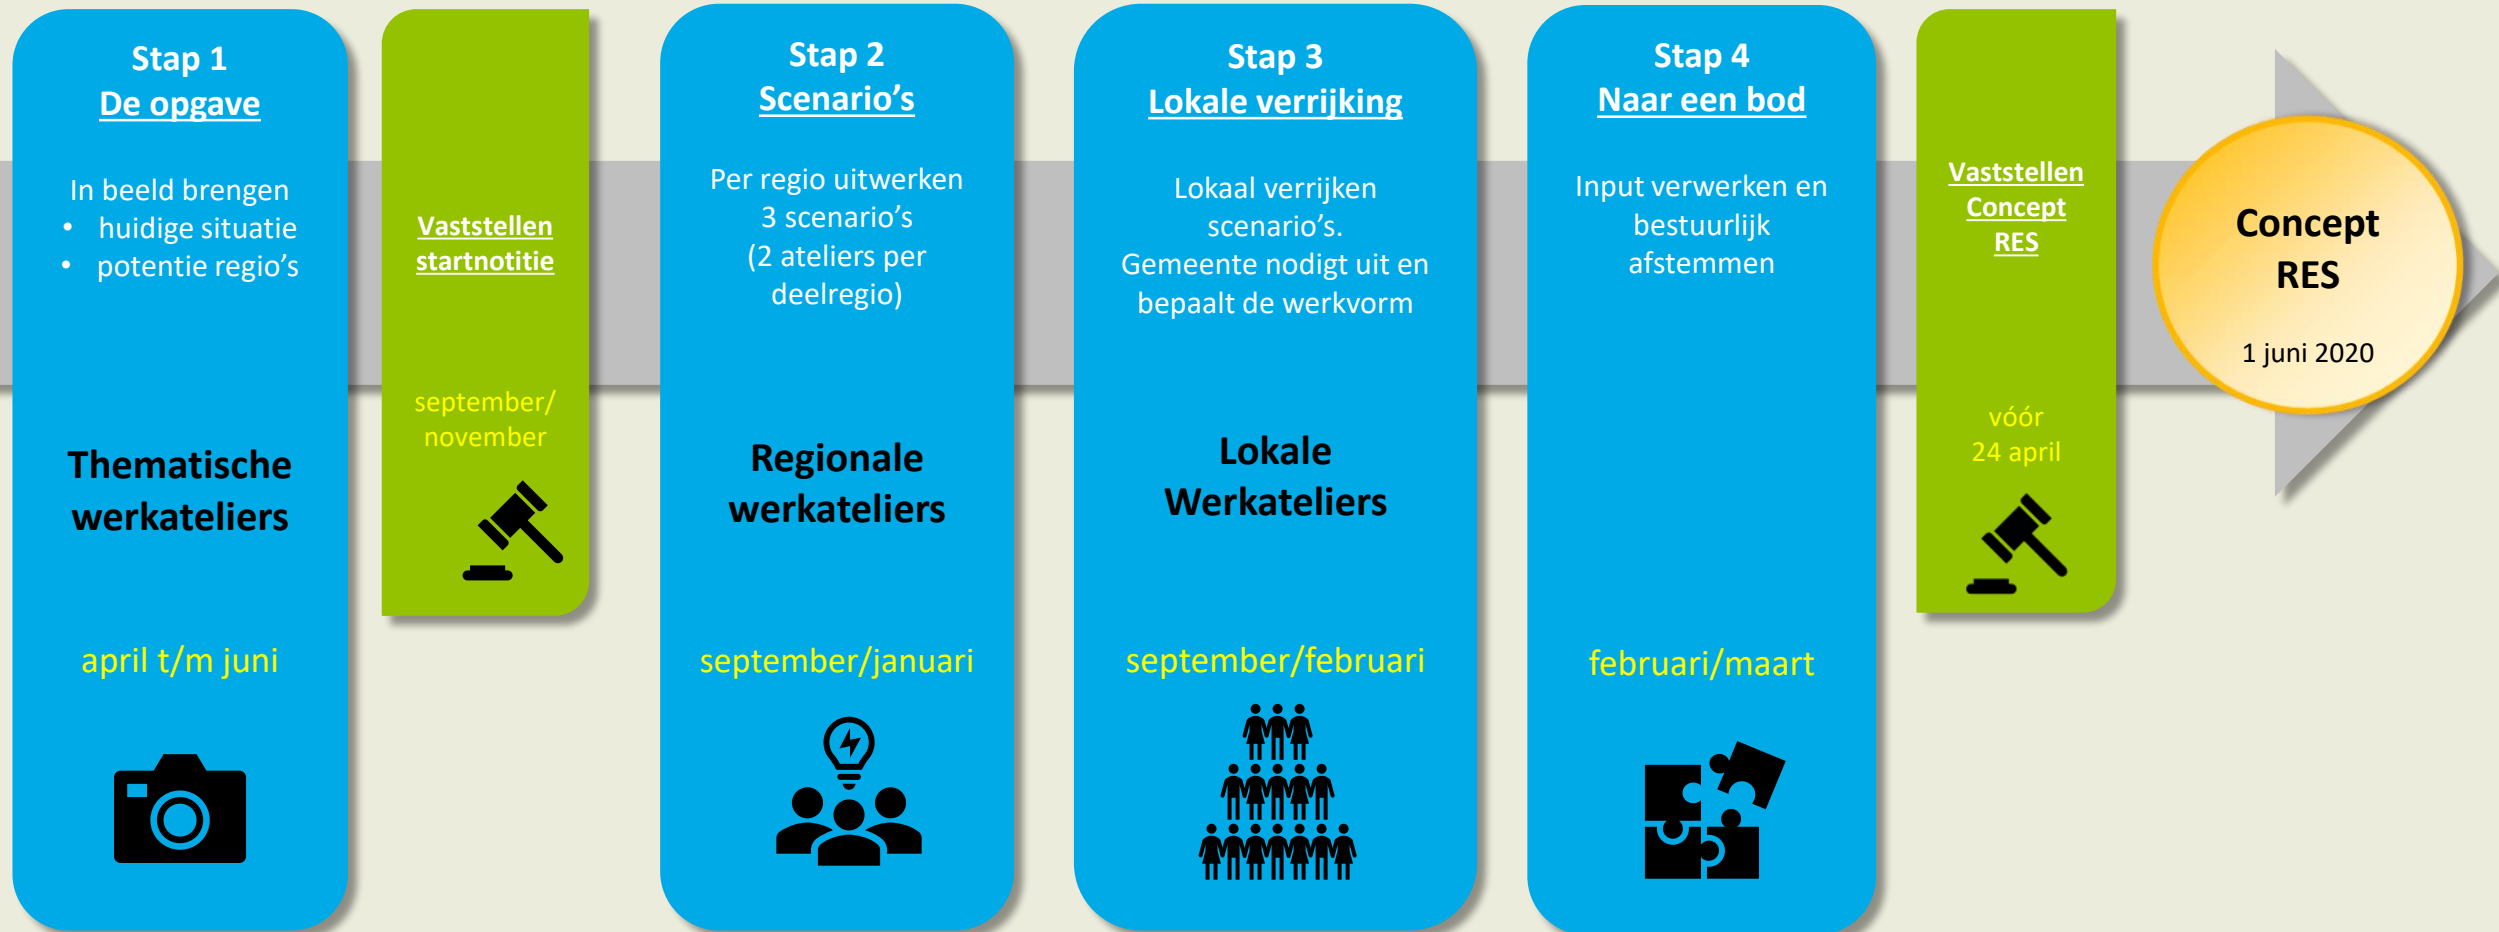 Stap 1
De opgave
In beeld brengen
• huidige situatie
• potentie regio’s
Thematische
werkateliers
april t/m juni
Vaststellen
startnotitie
september/
november
Stap 2
Scenario’s
Per regio uitwerken
3 scenario’s
(2 ateliers per
deelregio)
Regionale
werkateliers
september/januari
Stap 3
Lokale verrijking
Lokaal verrijken
scenario’s.
Gemeente nodigt uit en
bepaalt de werkvorm
Lokale
Werkateliers
september/februari
Stap 4
Naar een bod
Input verwerken en
bestuurlijk
afstemmen
februari/maart
Vaststellen
Concept
RES
vóór
24 april
Concept
RES
1 juni 2020